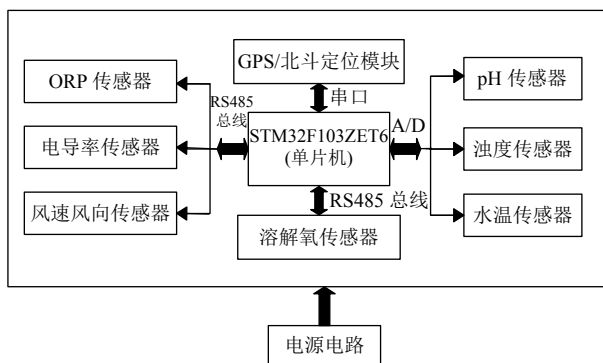 GPS/北斗定位模块
ORP 传感器
pH 传感器
串口
RS485
总线
A/D
STM32F103ZET6
(单片机)
电导率传感器
浊度传感器
RS485 总线
风速风向传感器
水温传感器
溶解氧传感器
电源电路